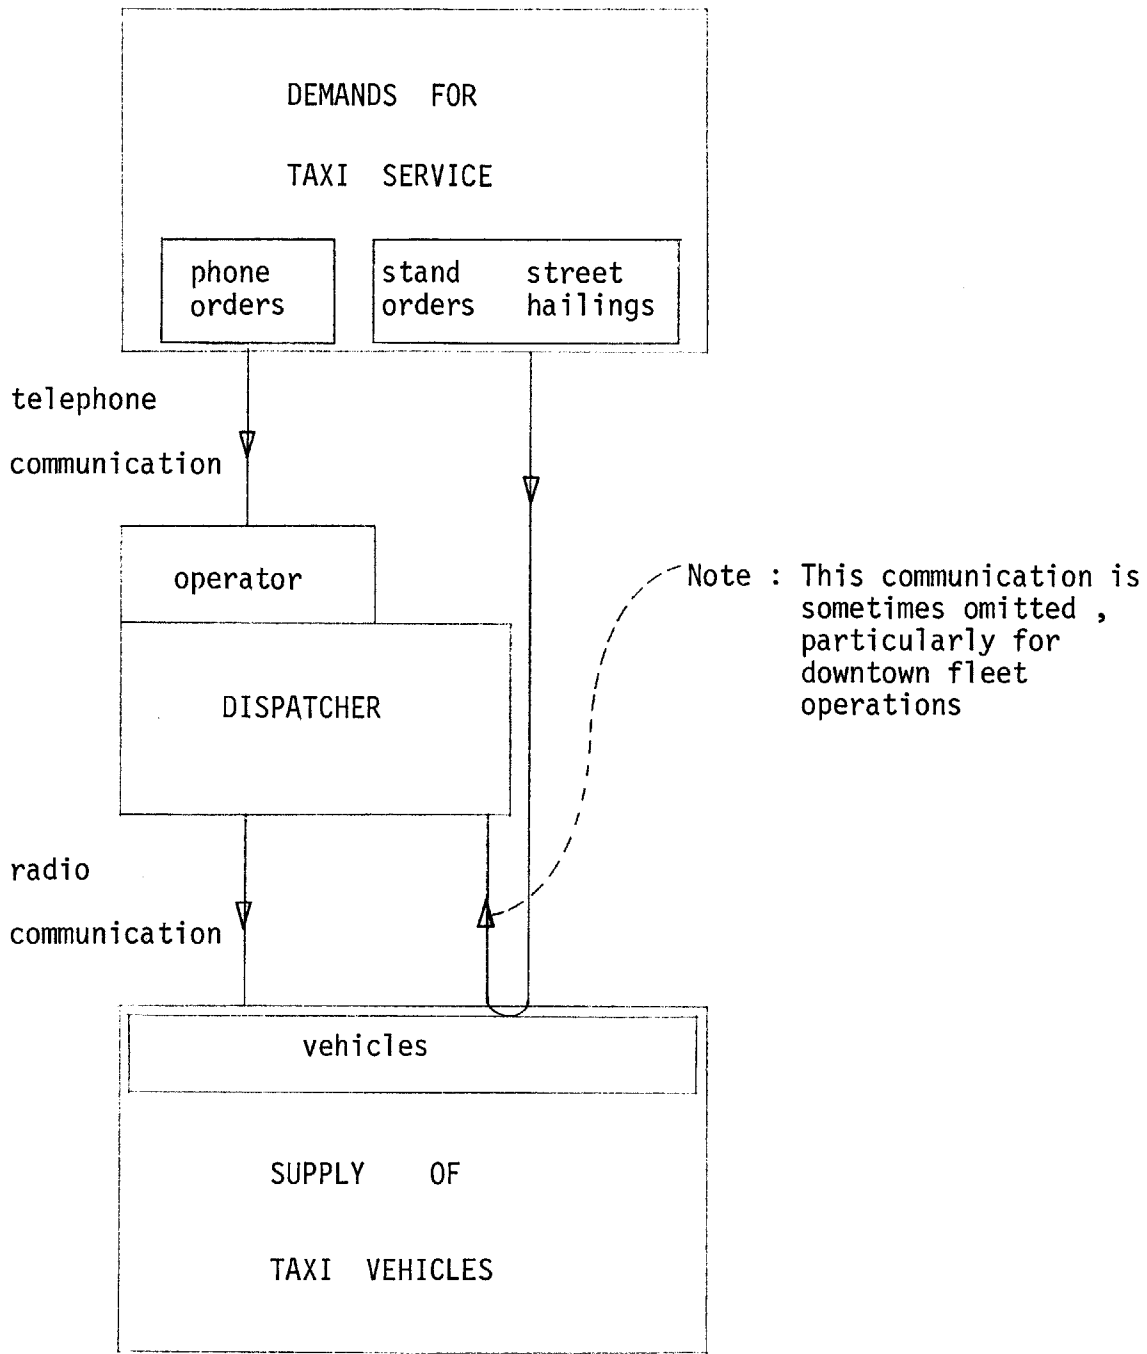 DEMANDS FOR
TAXI SERVICE
phone
orders
stand
orders
street
hailings
telephone
communication
operator
DISPATCHER
Note : This communication is
sometimes omitted ,
particularly for
downtown fleet
operations
radio
communication
vehicles
SUPPLY OF
TAXI VEHICLES